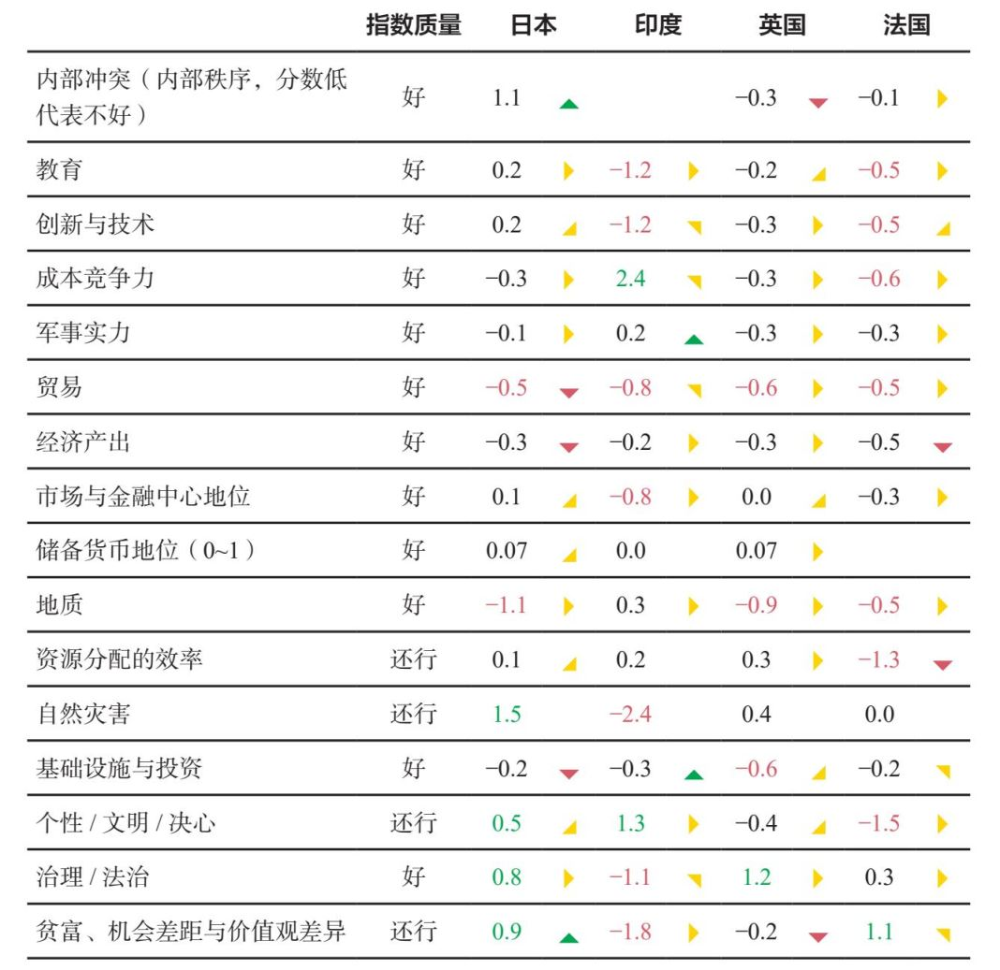 指数质量 日本 印度 英国 法国
内部冲突（内部秩序，分数低
代表不好） 好 1.1 −0.3 −0.1
教育 好 0.2 −1.2 −0.2 −0.5
创新与技术 好 0.2 −1.2 −0.3 −0.5
成本竞争力 好 −0.3 2.4 −0.3 −0.6
军事实力 好 −0.1 0.2 −0.3 −0.3
贸易 好 −0.5 −0.8 −0.6 −0.5
经济产出 好 −0.3 −0.2 −0.3 −0.5
市场与金融中心地位 好 0.1 −0.8 0.0 −0.3
储备货币地位（0~1） 好 0.07 0.0 0.07
地质 好 −1.1 0.3 −0.9 −0.5
资源分配的效率 还行 0.1 0.2 0.3 −1.3
自然灾害 还行 1.5 −2.4 0.4 0.0
基础设施与投资 好 −0.2 −0.3 −0.6 −0.2
个性 / 文明 / 决心 还行 0.5 1.3 −0.4 −1.5
治理 / 法治 好 0.8 −1.1 1.2 0.3
贫富、机会差距与价值观差异 还行 0.9 −1.8 −0.2 1.1